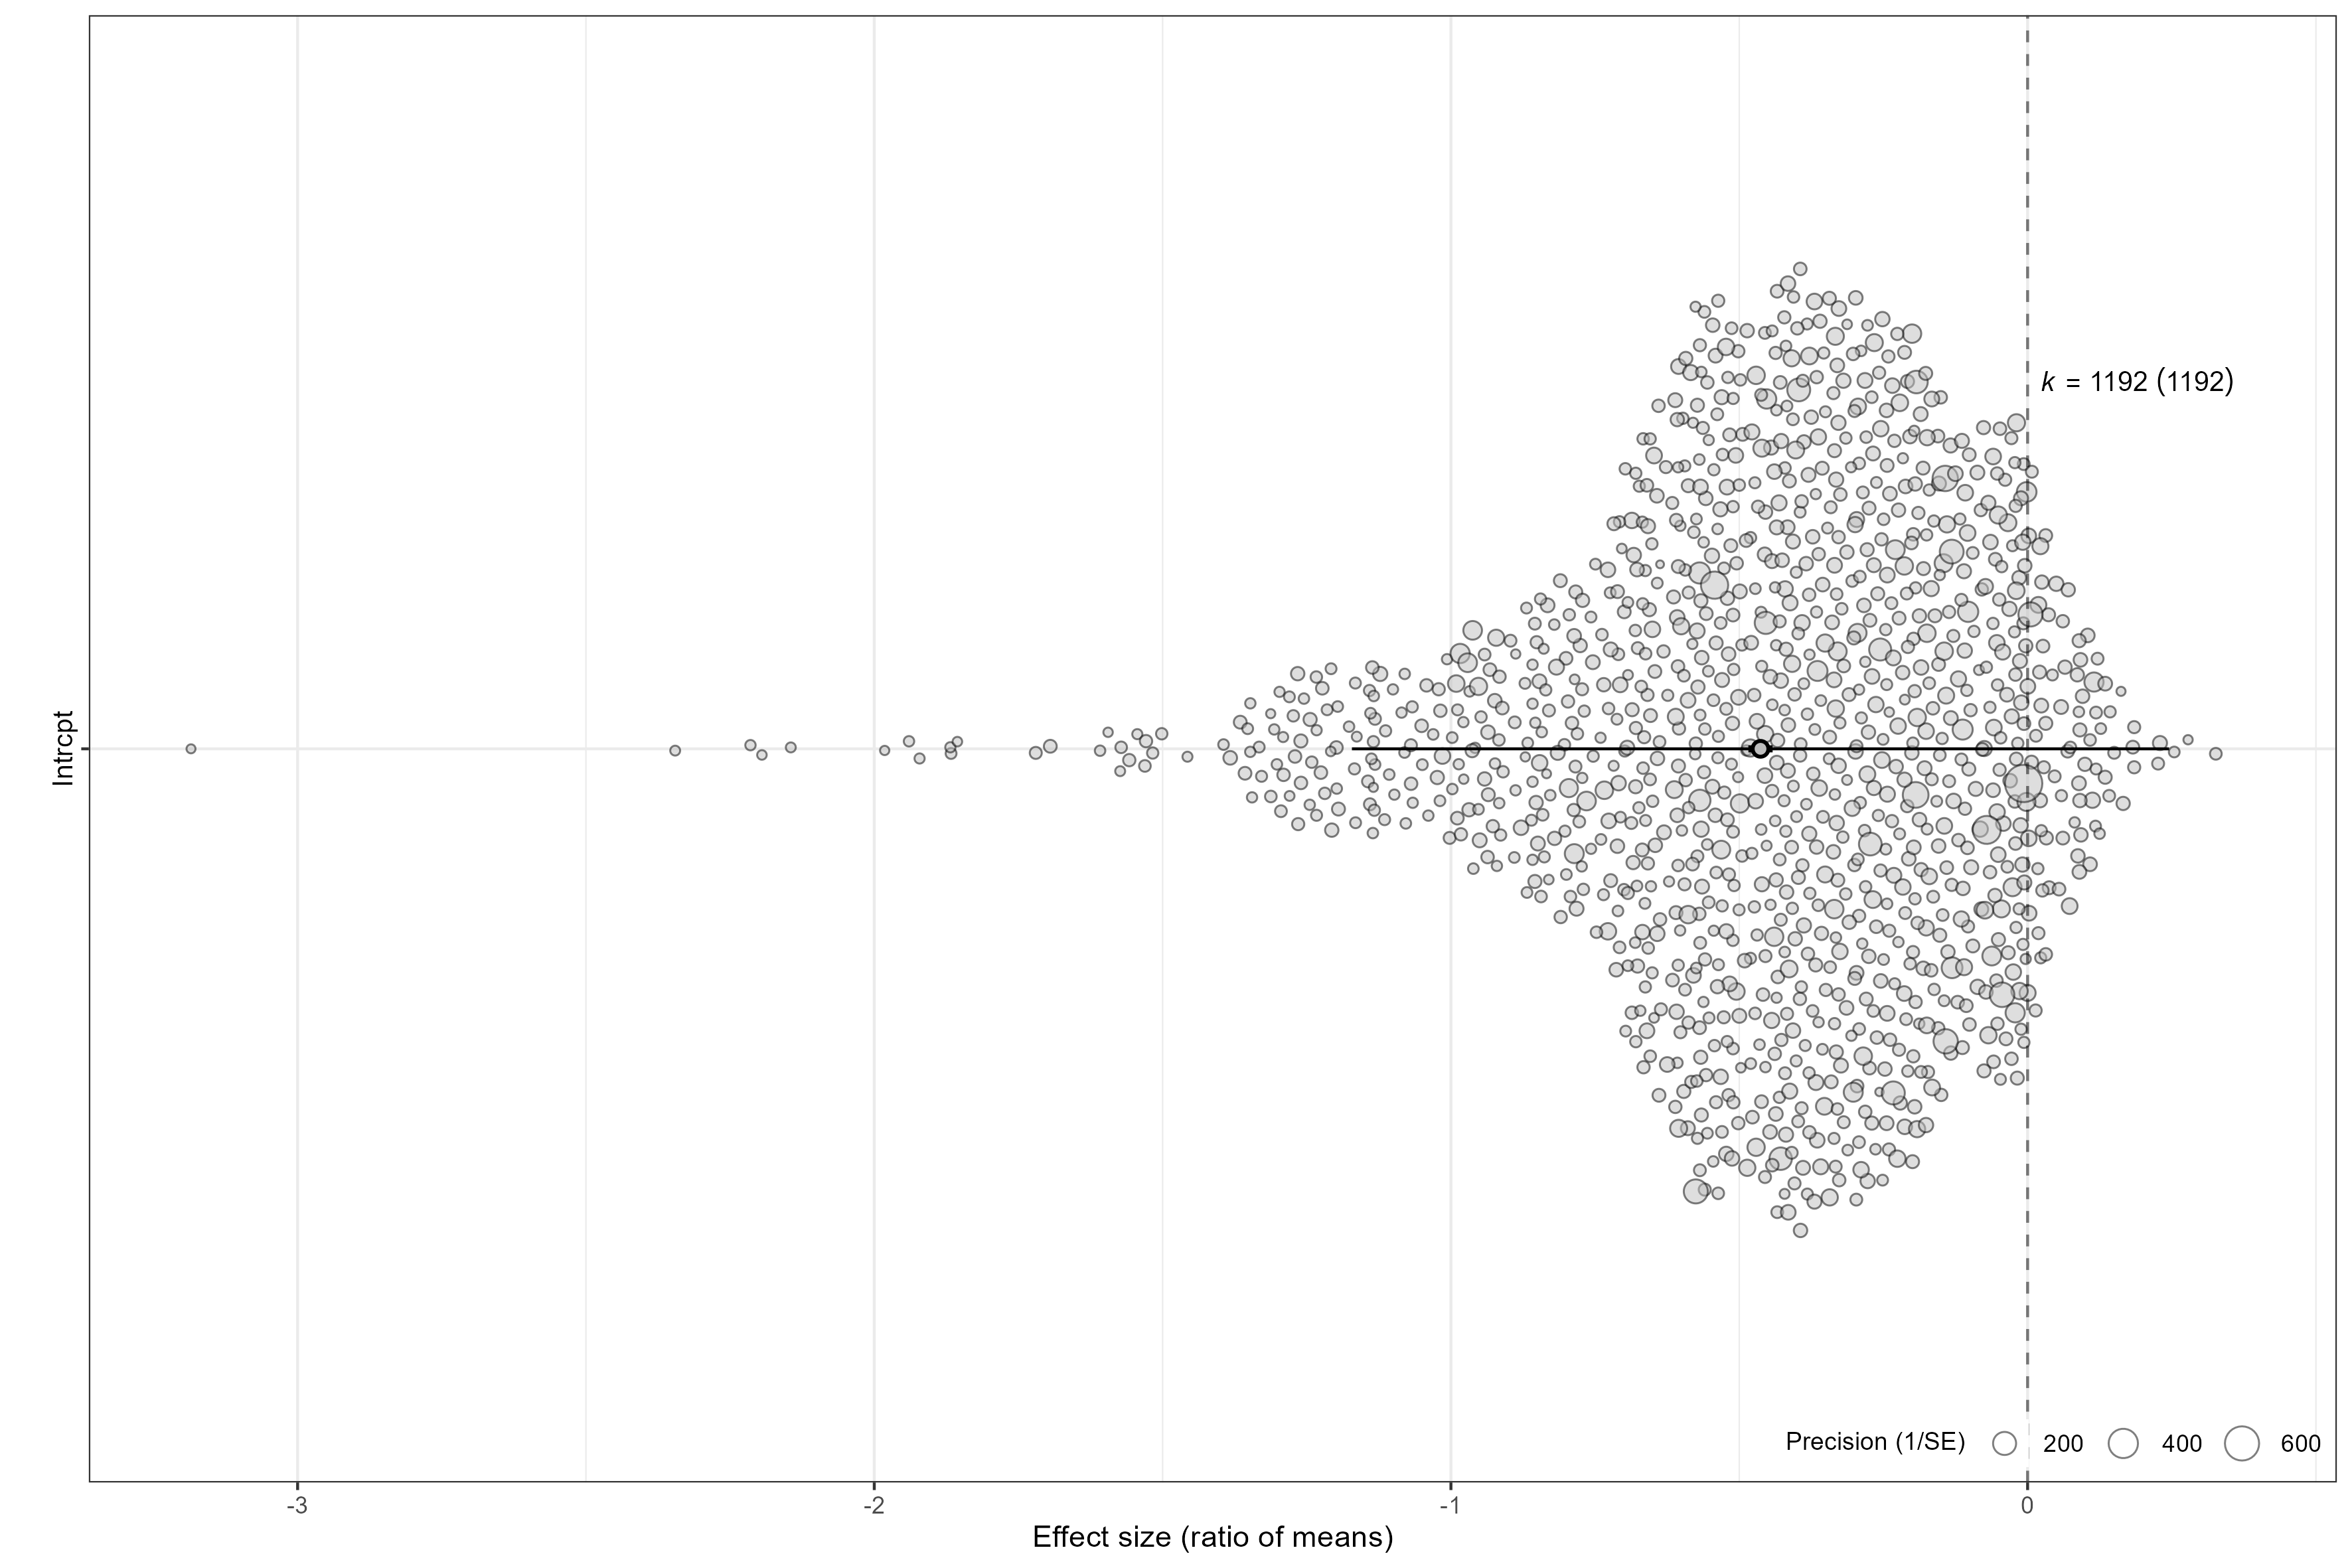 k = 1192 (1192)
Intrcpt
Precision (1/SE) 200 400 600
-3 -2 -1 0
Effect size (ratio of means)